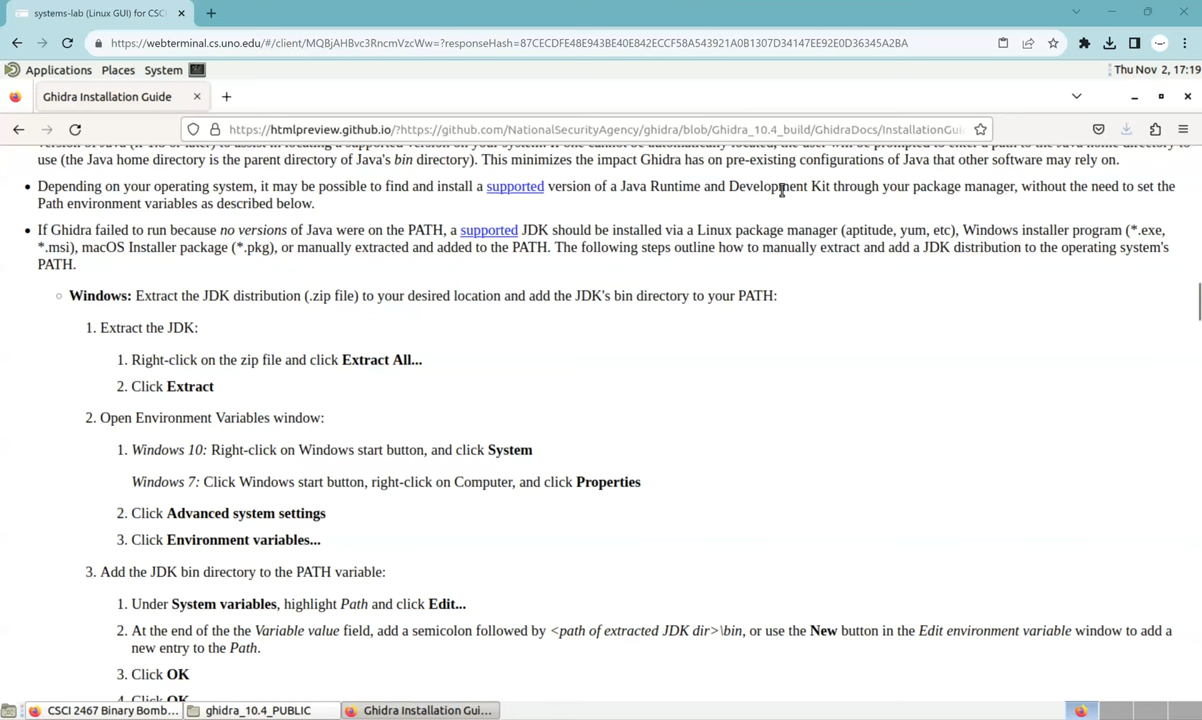 systems-lab (Linux GUI) for CSC
https://webterminal.cs.uno.edu/#/client/MQBjAHBvc3RncmVzcWw=?responseHash=87CECDFE48E943BE40E842ECCF58A543921A0B1307D34147EE92E0D36345A2BA
Applications Places System Thu Nov 2, 17:19
Ghidra Installation Guide
https://htmlpreview.github.io/?https://github.com/NationalSecurityAgency/ghidra/blob/Ghidra_10.4_build/GhidraDocs/InstallationGui
use (the Java home directory is the parent directory of Java's bin directory). This minimizes the impact Ghidra has on pre-existing configurations of Java that other software may rely on.
• Depending on your operating system, it may be possible to find and install a supported version of a Java Runtime and Development Kit through your package manager, without the need to set the
Path environment variables as described below.
• If Ghidra failed to run because no versions of Java were on the PATH, a supported JDK should be installed via a Linux package manager (aptitude, yum, etc), Windows installer program (*.exe,
*.msi), macOS Installer package (*.pkg), or manually extracted and added to the PATH. The following steps outline how to manually extract and add a JDK distribution to the operating system's
PATH.
○ Windows: Extract the JDK distribution (.zip file) to your desired location and add the JDK's bin directory to your PATH:
1. Extract the JDK:
1. Right-click on the zip file and click Extract All...
2. Click Extract
2. Open Environment Variables window:
1. Windows 10: Right-click on Windows start button, and click System
Windows 7: Click Windows start button, right-click on Computer, and click Properties
2. Click Advanced system settings
3. Click Environment variables...
3. Add the JDK bin directory to the PATH variable:
1. Under System variables, highlight Path and click Edit...
2. At the end of the the Variable value field, add a semicolon followed by <path of extracted JDK dir>\bin, or use the New button in the Edit environment variable window to add a
new entry to the Path.
3. Click OK
4. Click OK
CSCI 2467 Binary Bomb... ghidra_10.4_PUBLIC Ghidra Installation Gui...